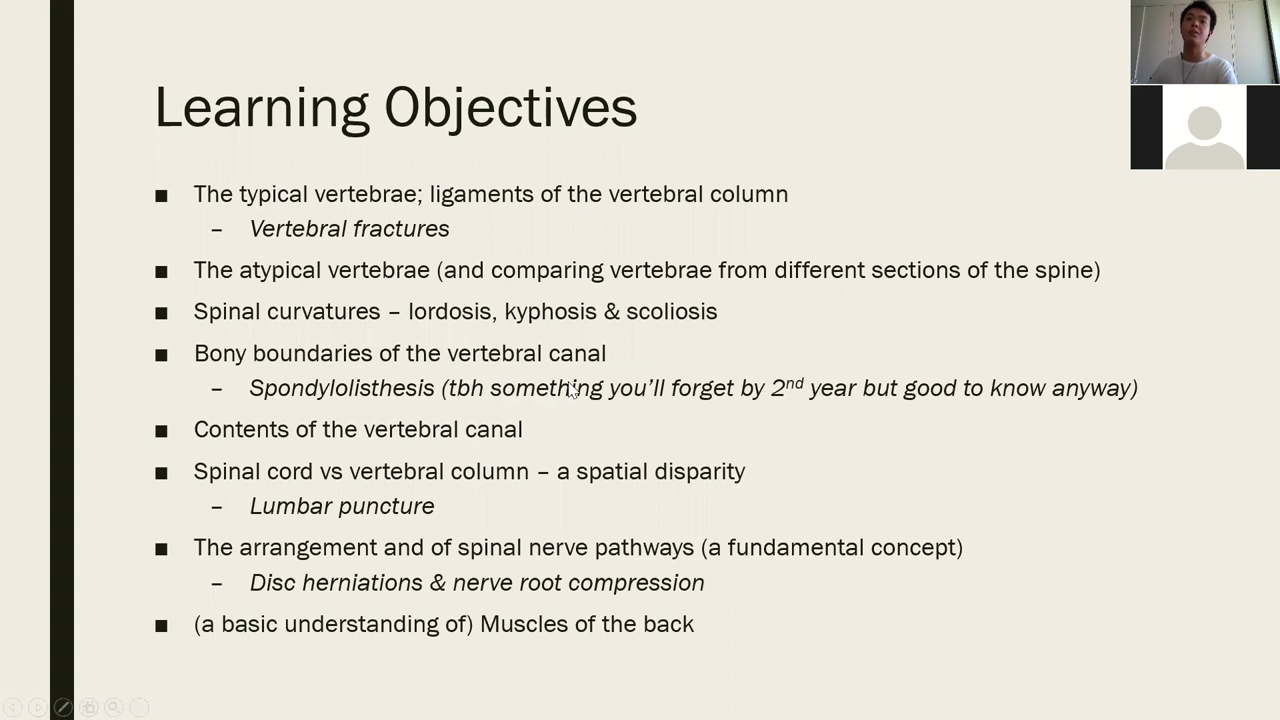 Learning Objectives
■ The typical vertebrae; ligaments of the vertebral column
– Vertebral fractures
■ The atypical vertebrae (and comparing vertebrae from different sections of the spine)
■ Spinal curvatures – lordosis, kyphosis & scoliosis
■ Bony boundaries of the vertebral canal
– Spondylolisthesis (tbh something you’ll forget by 2nd year but good to know anyway)
■ Contents of the vertebral canal
■ Spinal cord vs vertebral column – a spatial disparity
– Lumbar puncture
■ The arrangement and of spinal nerve pathways (a fundamental concept)
– Disc herniations & nerve root compression
■ (a basic understanding of) Muscles of the back